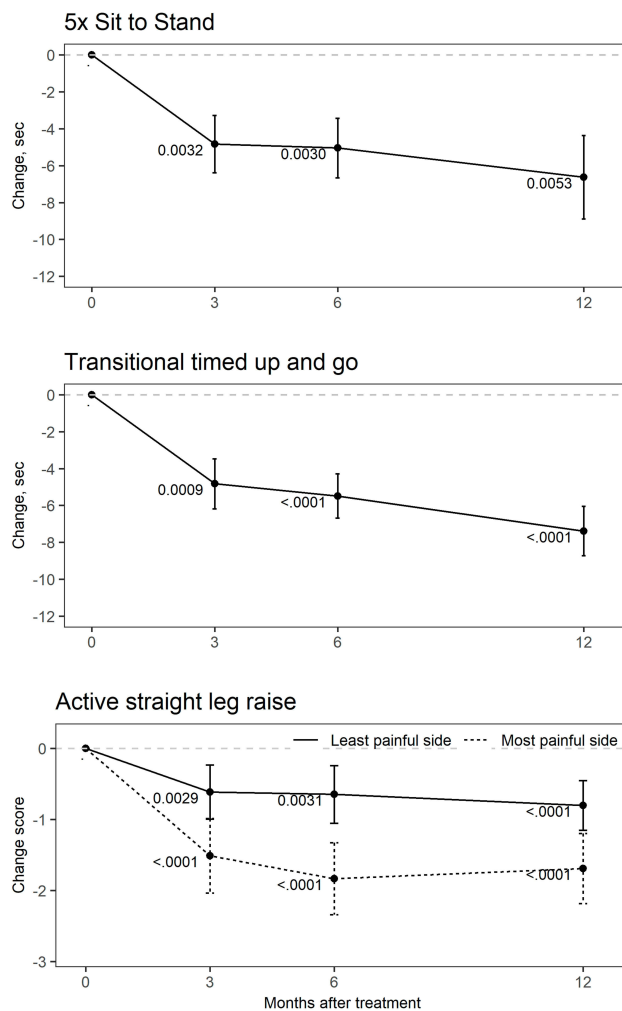 5x Sit to Stand
0
-2
-4
-6
-8
-10
-12
Change, sec
0.0032
0.0030
0.0053
0 3 6 12
Transitional timed up and go
0
-2
-4
-6
-8
-10
-12
Change, sec
0.0009
<.0001
<.0001
0 3 6 12
Active straight leg raise
Least painful side Most painful side
0
-1
-2
-3
Change score
0.0029 0.0031 <.0001
<.0001 <.0001 <.0001
0 3 6 12
Months after treatment